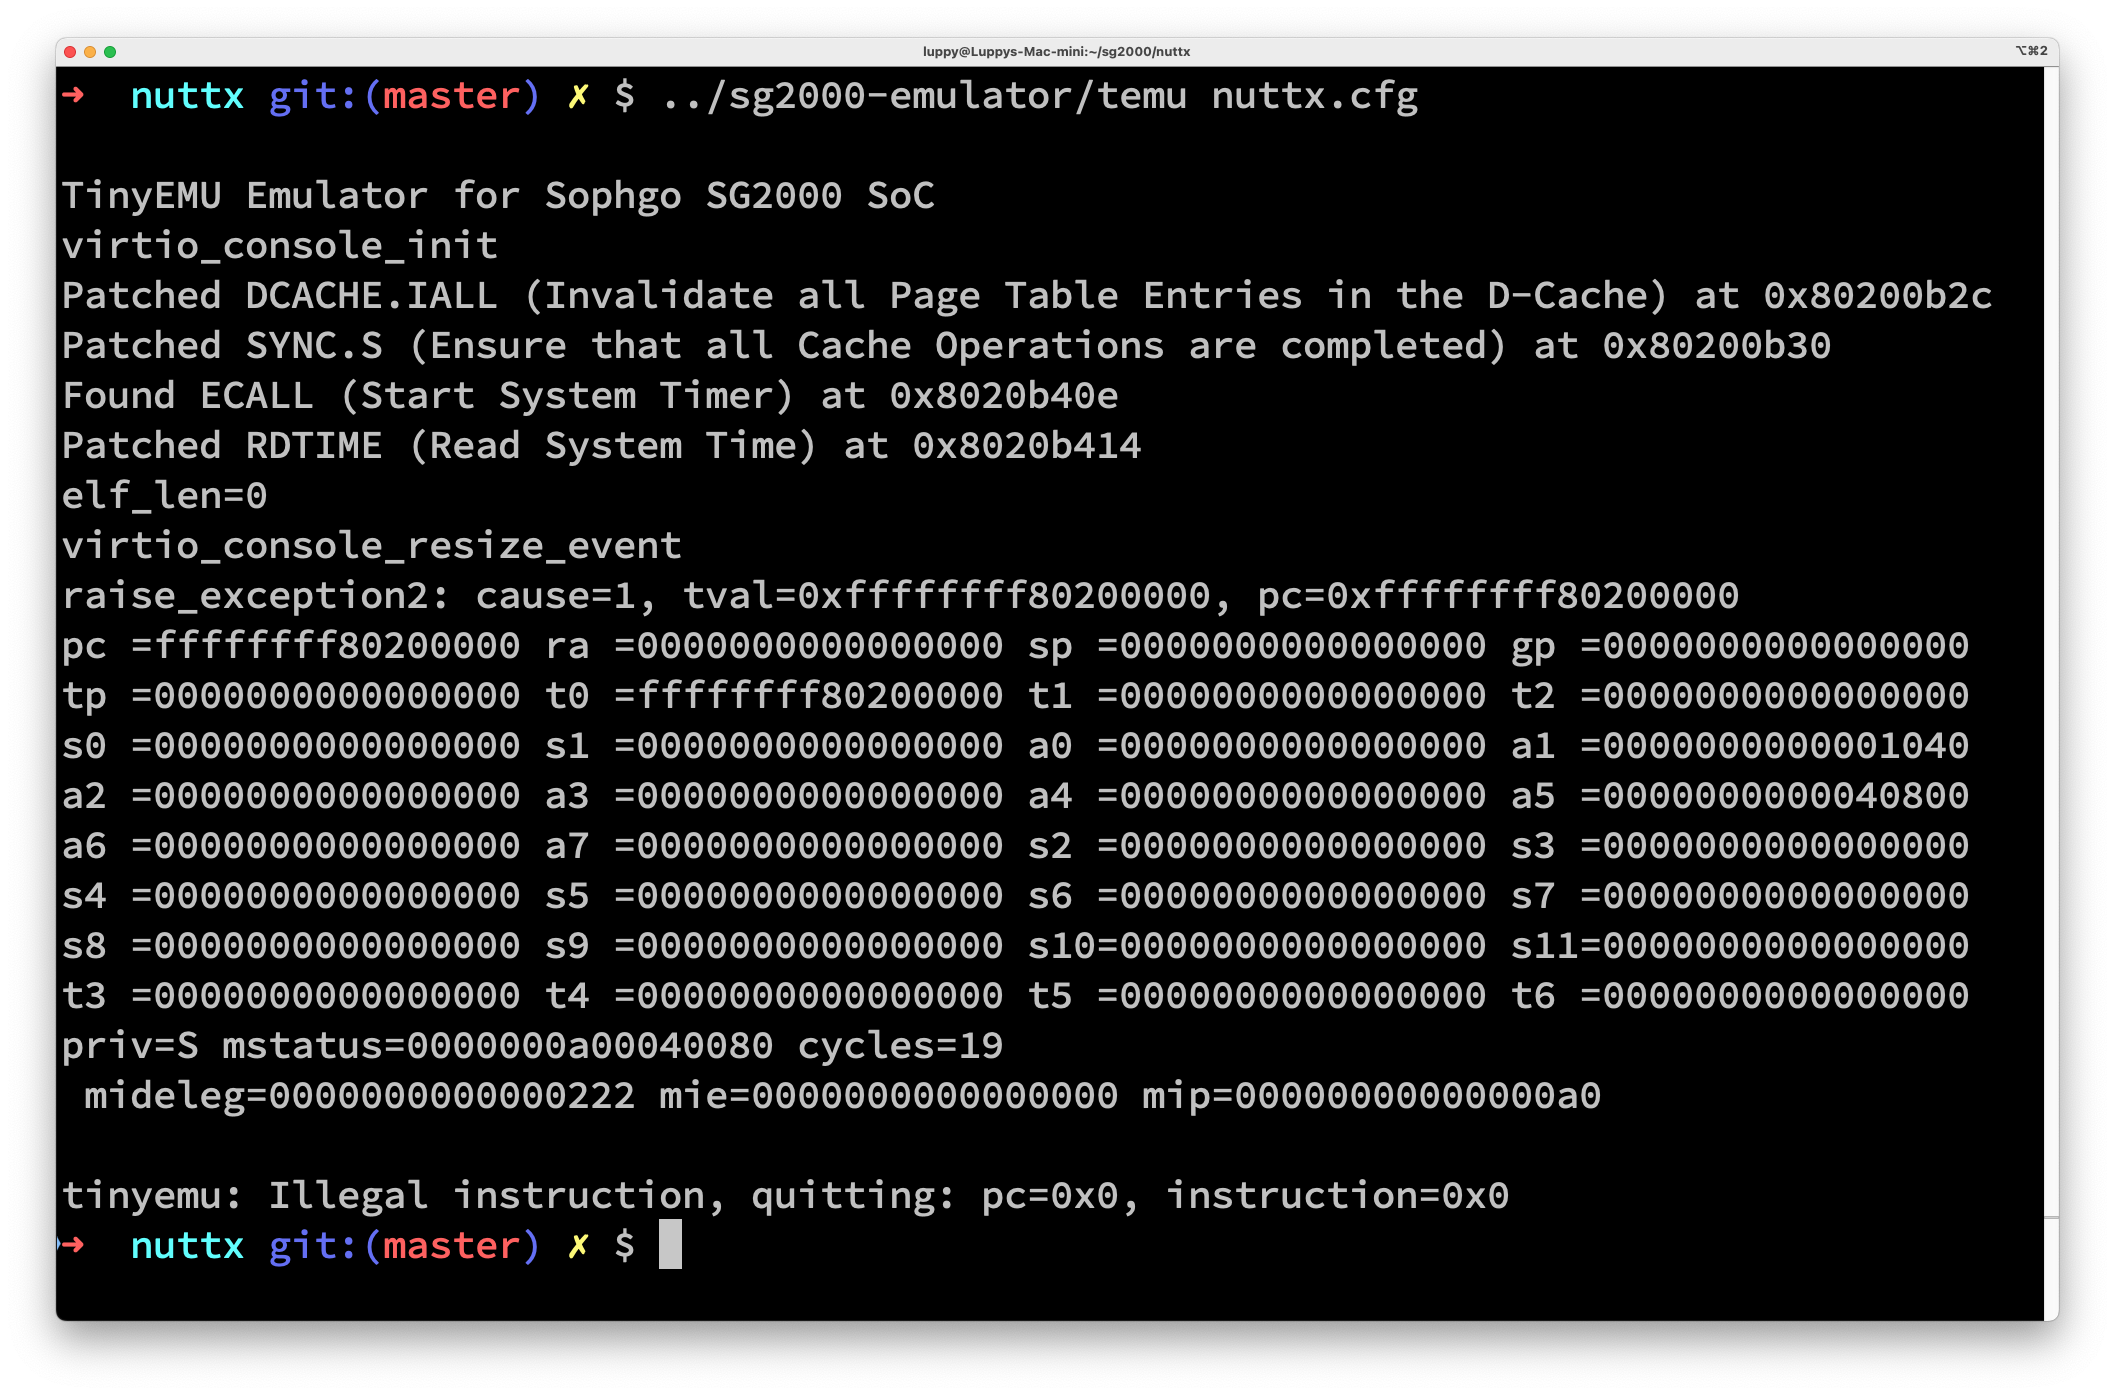 luppy@Luppys-Mac-mini:~/sg2000/nuttx ⌥⌘2
➜ nuttx git:(master) ✗ $ ../sg2000-emulator/temu nuttx.cfg
TinyEMU Emulator for Sophgo SG2000 SoC
virtio_console_init
Patched DCACHE.IALL (Invalidate all Page Table Entries in the D-Cache) at 0x80200b2c
Patched SYNC.S (Ensure that all Cache Operations are completed) at 0x80200b30
Found ECALL (Start System Timer) at 0x8020b40e
Patched RDTIME (Read System Time) at 0x8020b414
elf_len=0
virtio_console_resize_event
raise_exception2: cause=1, tval=0xffffffff80200000, pc=0xffffffff80200000
pc =ffffffff80200000 ra =0000000000000000 sp =0000000000000000 gp =0000000000000000
tp =0000000000000000 t0 =ffffffff80200000 t1 =0000000000000000 t2 =0000000000000000
s0 =0000000000000000 s1 =0000000000000000 a0 =0000000000000000 a1 =0000000000001040
a2 =0000000000000000 a3 =0000000000000000 a4 =0000000000000000 a5 =0000000000040800
a6 =0000000000000000 a7 =0000000000000000 s2 =0000000000000000 s3 =0000000000000000
s4 =0000000000000000 s5 =0000000000000000 s6 =0000000000000000 s7 =0000000000000000
s8 =0000000000000000 s9 =0000000000000000 s10=0000000000000000 s11=0000000000000000
t3 =0000000000000000 t4 =0000000000000000 t5 =0000000000000000 t6 =0000000000000000
priv=S mstatus=0000000a00040080 cycles=19
mideleg=0000000000000222 mie=0000000000000000 mip=00000000000000a0
tinyemu: Illegal instruction, quitting: pc=0x0, instruction=0x0
➜ nuttx git:(master) ✗ $